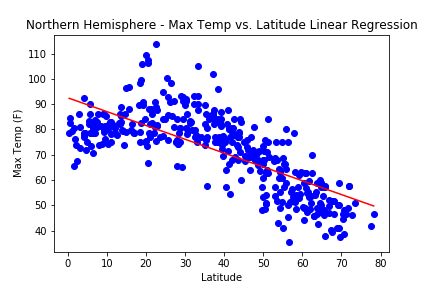 Northern Hemisphere - Max Temp vs. Latitude Linear Regression
110
100
90
80
70
60
50
40
Max Temp (F)
0 10 20 30 40 50 60 70 80
Latitude